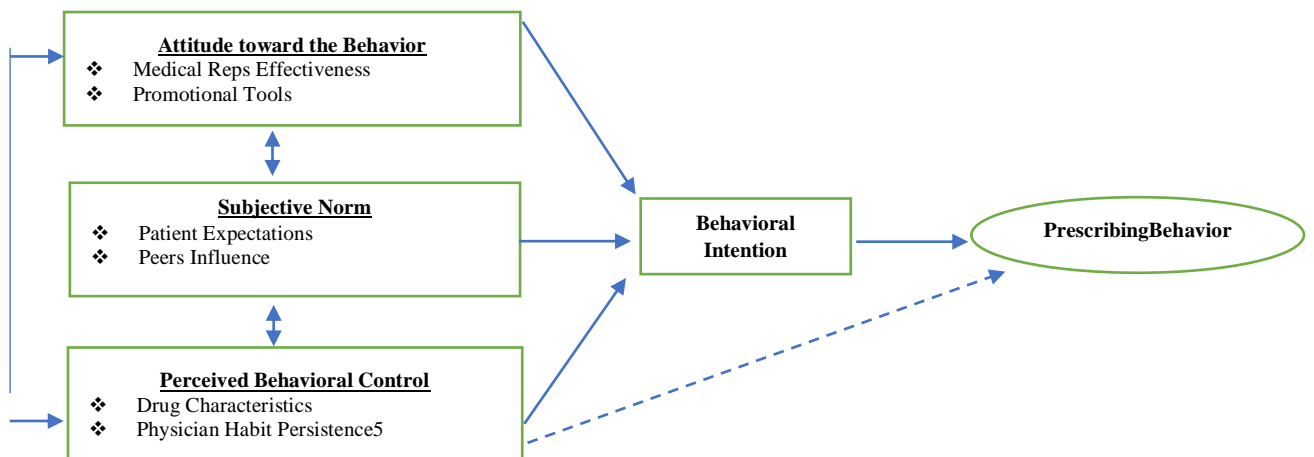 Attitude toward the Behavior
❖ Medical Reps Effectiveness
❖ Promotional Tools
Subjective Norm
❖ Patient Expectations
❖ Peers Influence
Behavioral
Intention
PrescribingBehavior
Perceived Behavioral Control
❖ Drug Characteristics
❖ Physician Habit Persistence5